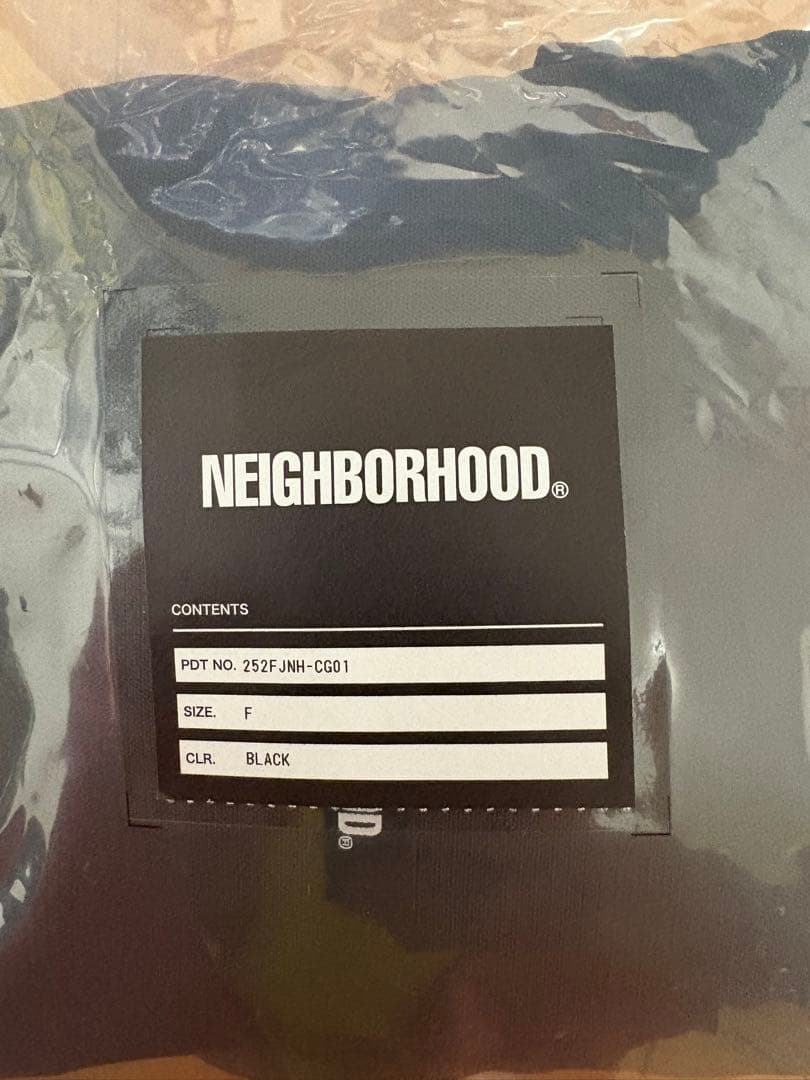 NEIGHBORHOOD®
CONTENTS
PDT NO. 252FJNH-CG01
SIZE. F
CLR. BLACK
D®